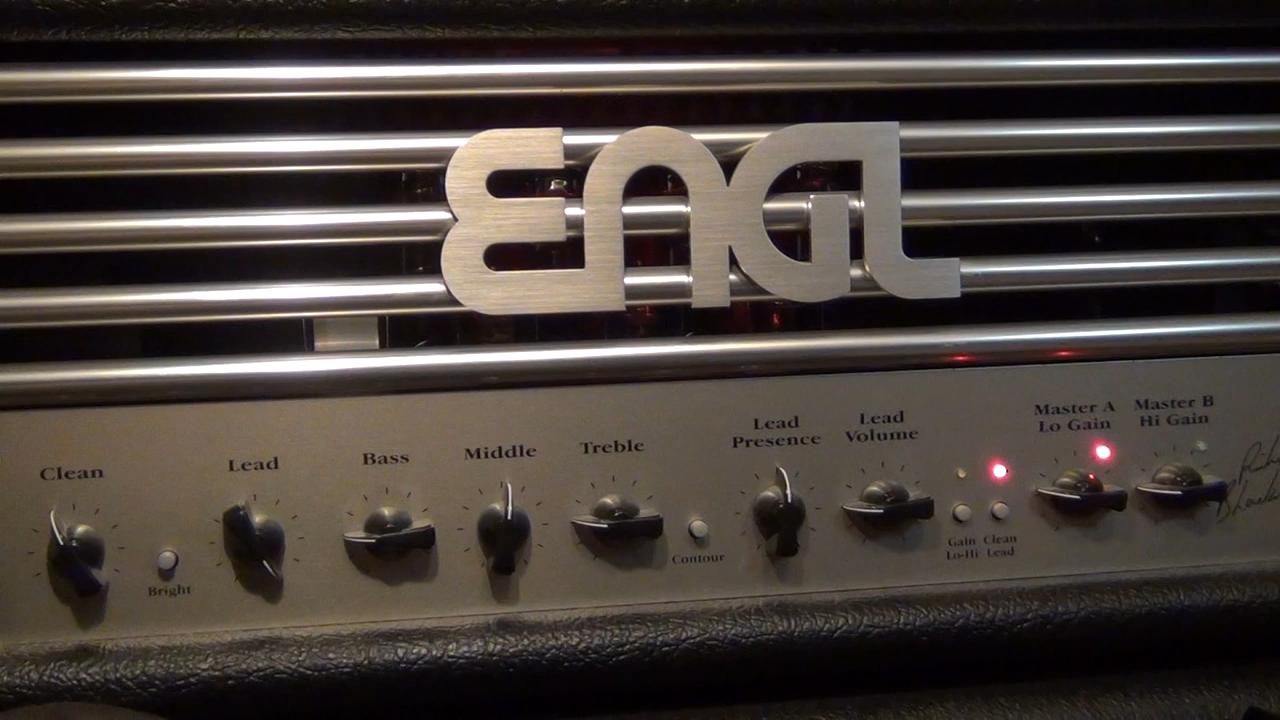 ENGL
Clean
Lead
Bass
Middle
Treble
Lead
Presence
Lead
Volume
Master A
Lo Gain
Master B
Hi Gain
Bright
Contour
Gain
Lo-Hi
Clean
Lead